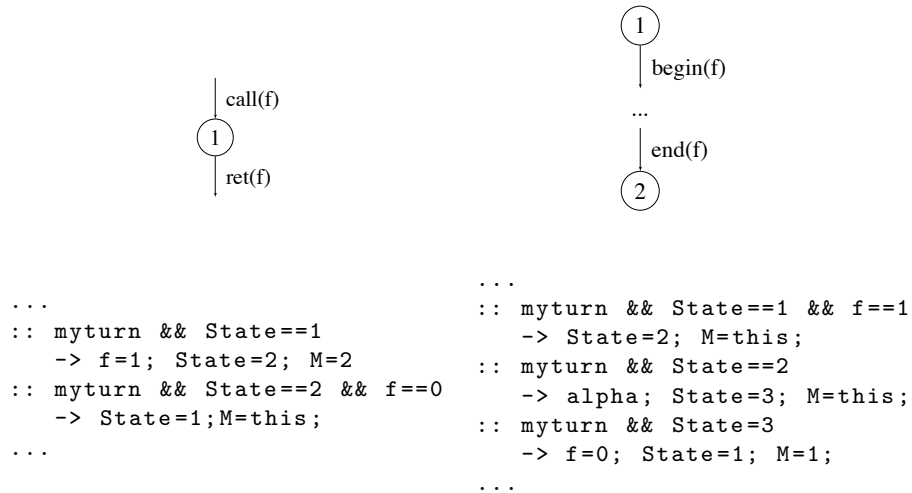 call(f)
1
ret(f)
1
begin(f)
...
end(f)
2
...
:: myturn && State==1
-> f=1; State=2; M=2
:: myturn && State==2 && f==0
-> State=1;M=this;
...
...
:: myturn && State==1 && f==1
-> State=2; M=this;
:: myturn && State==2
-> alpha; State=3; M=this;
:: myturn && State=3
-> f=0; State=1; M=1;
...